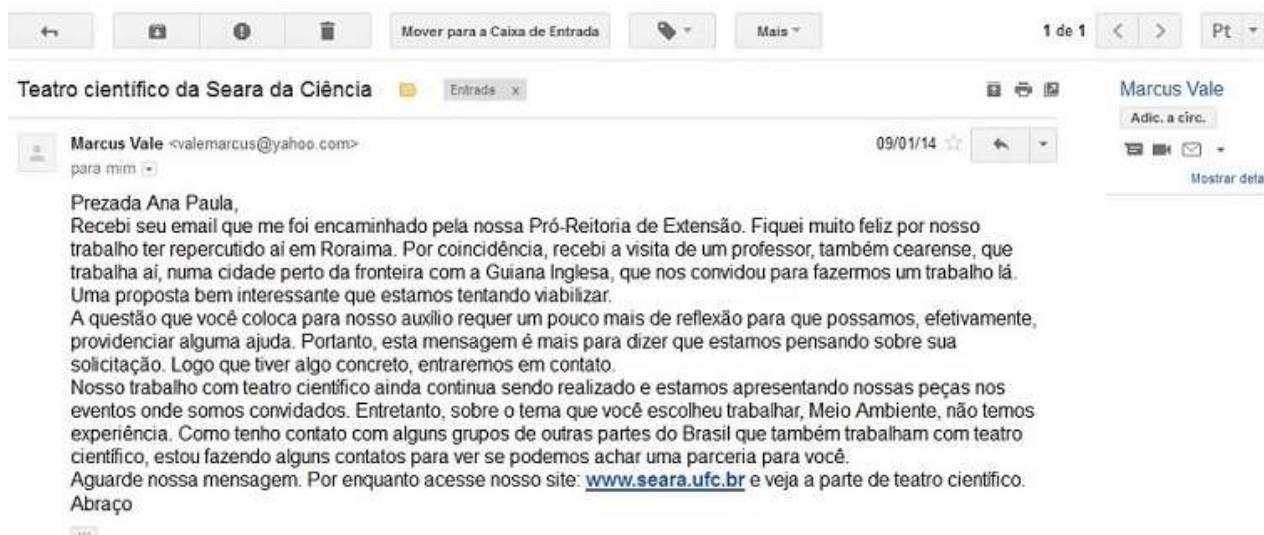 Mover para a Caixa de Entrada Mais 1 de 1 Pt
Teatro científico da Seara da Ciência Entrada x
Marcus Vale
Adic. a circ.
Mostrar deta
Marcus Vale <valemarcus@yahoo.com> 09/01/14
para mim
Prezada Ana Paula,
Recebi seu email que me foi encaminhado pela nossa Pró-Reitoria de Extensão. Fiquei muito feliz por nosso
trabalho ter repercutido aí em Roraima. Por coincidência, recebi a visita de um professor, também cearense, que
trabalha aí, numa cidade perto da fronteira com a Guiana Inglesa, que nos convidou para fazermos um trabalho lá.
Uma proposta bem interessante que estamos tentando viabilizar.
A questão que você coloca para nosso auxílio requer um pouco mais de reflexão para que possamos, efetivamente,
providenciar alguma ajuda. Portanto, esta mensagem é mais para dizer que estamos pensando sobre sua
solicitação. Logo que tiver algo concreto, entraremos em contato.
Nosso trabalho com teatro científico ainda continua sendo realizado e estamos apresentando nossas peças nos
eventos onde somos convidados. Entretanto, sobre o tema que você escolheu trabalhar, Meio Ambiente, não temos
experiência. Como tenho contato com alguns grupos de outras partes do Brasil que também trabalham com teatro
científico, estou fazendo alguns contatos para ver se podemos achar uma parceria para você.
Aguarde nossa mensagem. Por enquanto acesse nosso site: www.seara.ufc.br e veja a parte de teatro científico.
Abraço